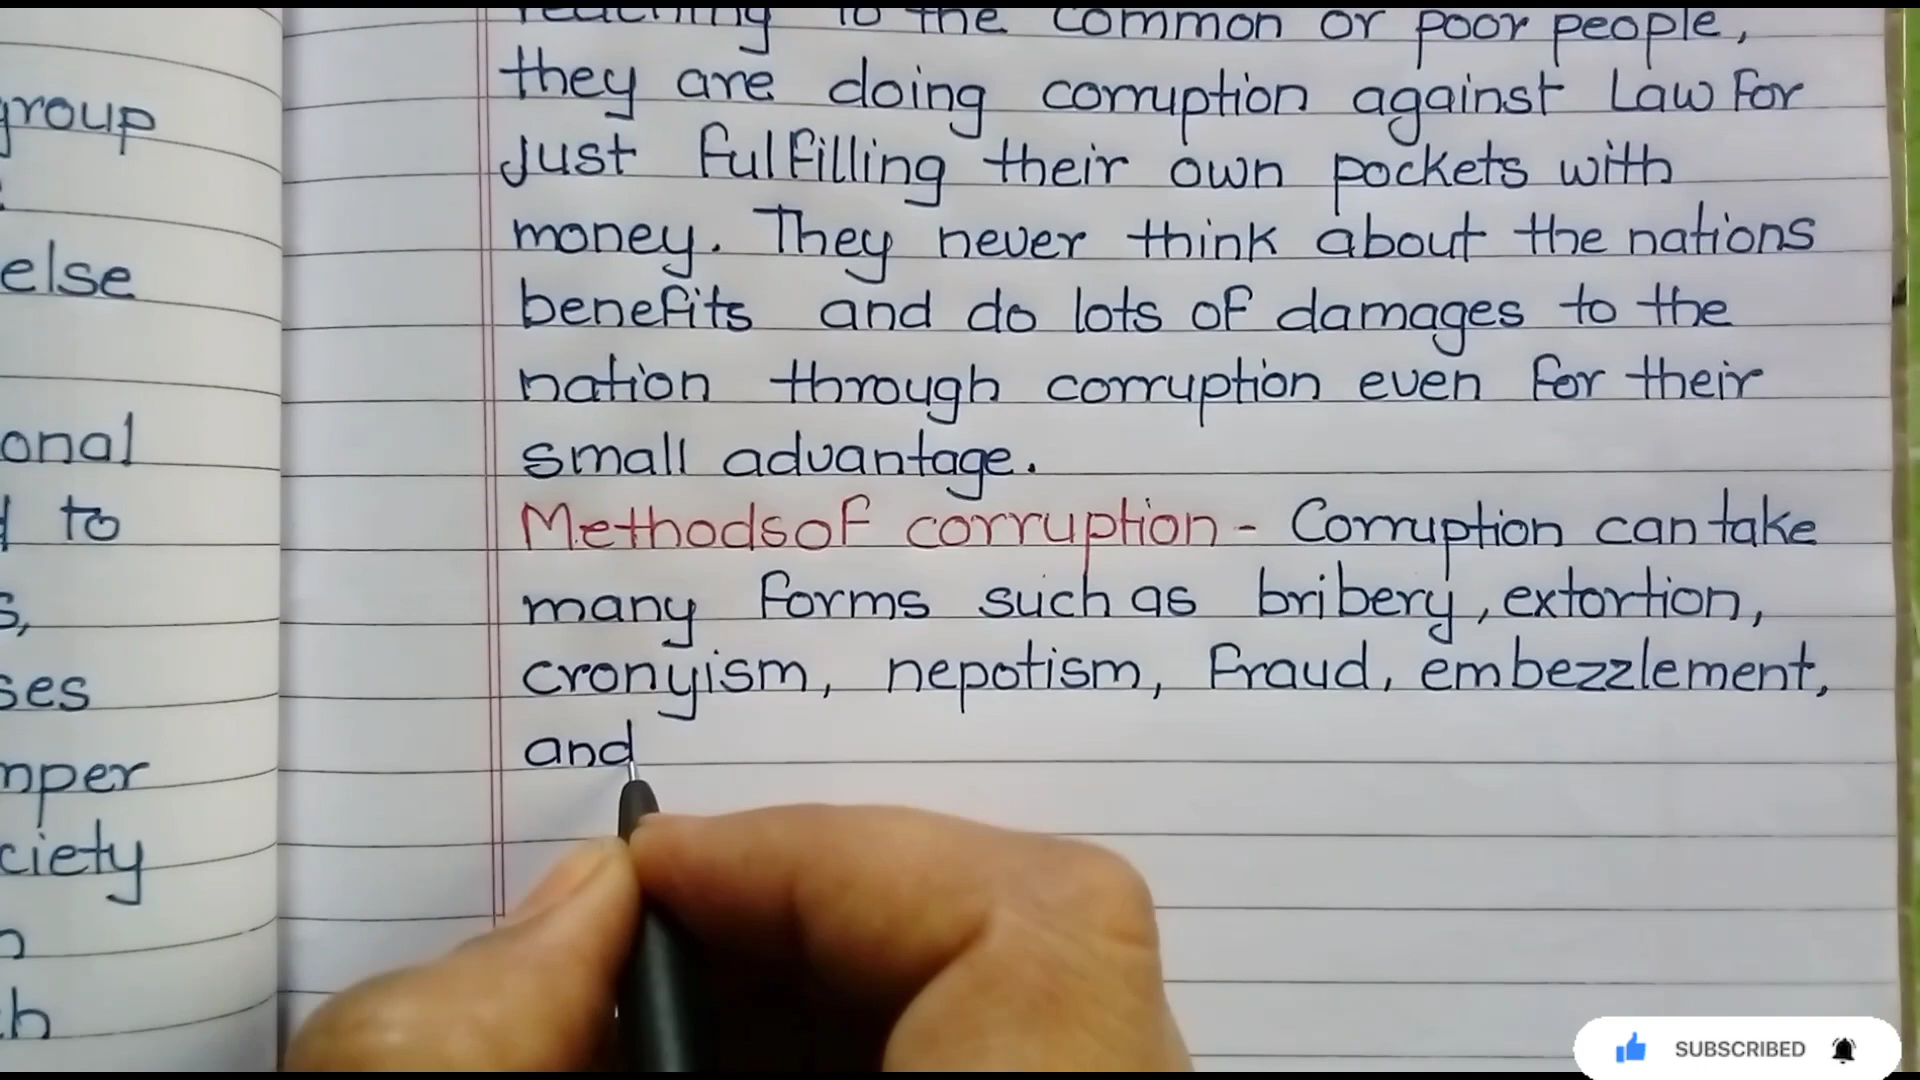 group
else
onal
to
s,
ses
mper
ciety
reaching to the common or poor people,
they are doing corruption against Law For
Just Fulfilling their own pockets with
money. They never think about the nations
benefits and do lots of damages to the
nation through corruption even for their
small advantage.
Methods of corruption - Corruption can take
many forms such as bribery, extortion,
cronyism, nepotism, Fraud, embezzlement,
and
SUBSCRIBED